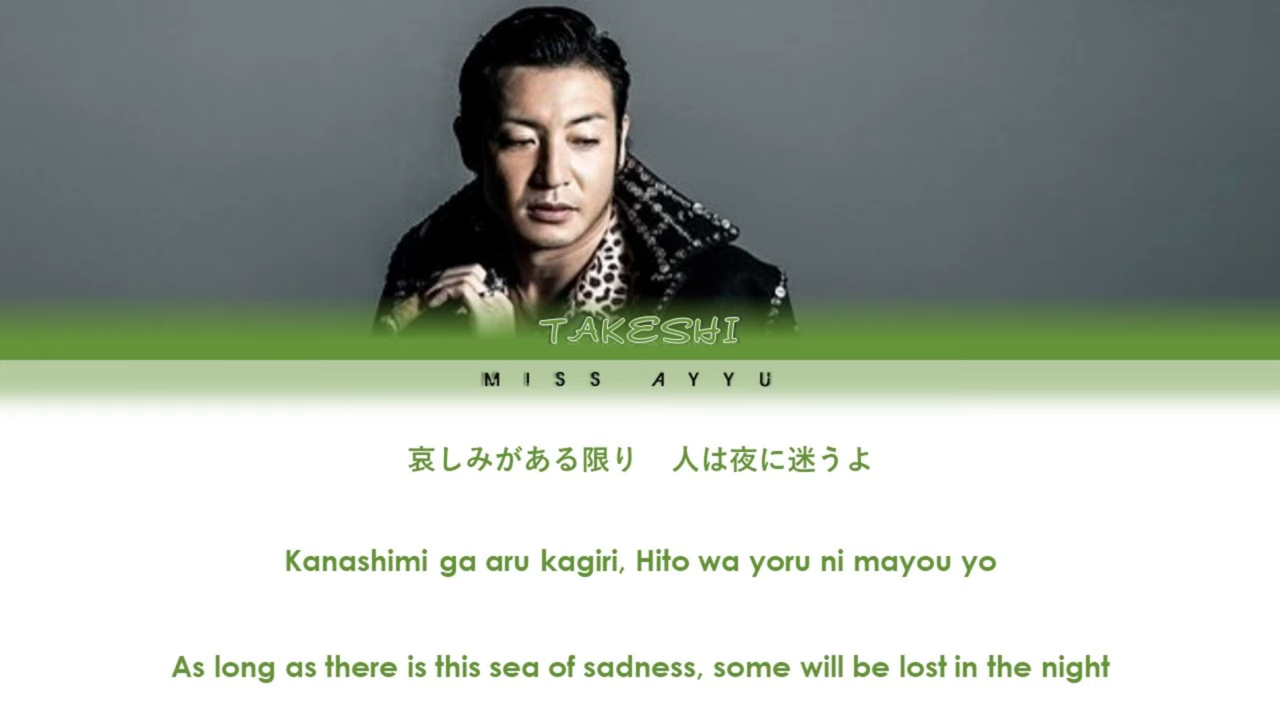 TAKESHI
MISS AYYU
哀しみがある限り　人は夜に迷うよ
Kanashimi ga aru kagiri, Hito wa yoru ni mayou yo
As long as there is this sea of sadness, some will be lost in the night